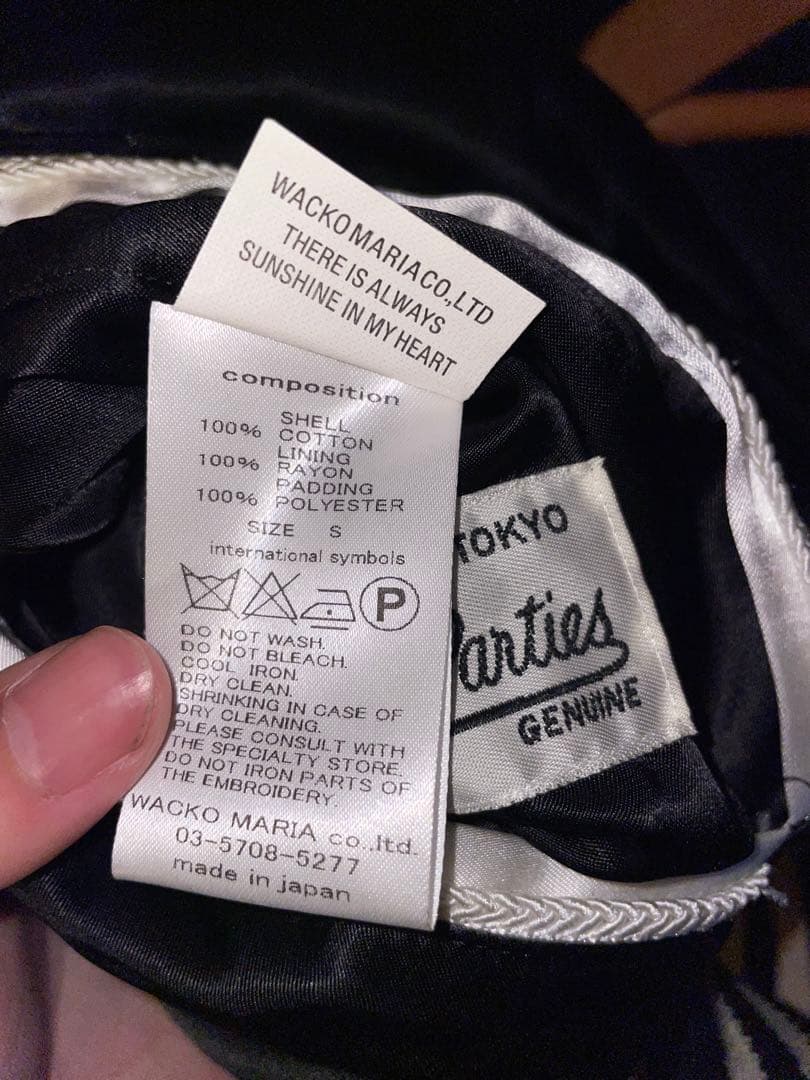 WACKOMARIACO.,LTD
THERE IS ALWAYS
SUNSHINE IN MY HEART
composition
SHELL
100% COTTON
LINING
100% RAYON
PADDING
100% POLYESTER
SIZE S
international symbols
P
DO NOT WASH.
DO NOT BLEACH.
COOL IRON.
DRY CLEAN.
SHRINKING IN CASE OF
DRY CLEANING.
PLEASE CONSULT WITH
THE SPECIALTY STORE.
DO NOT IRON PARTS OF
THE EMBROIDERY.
WACKO MARIA co.,ltd.
03-5708-5277
made in japan
TOKYO
Parties
GENUINE